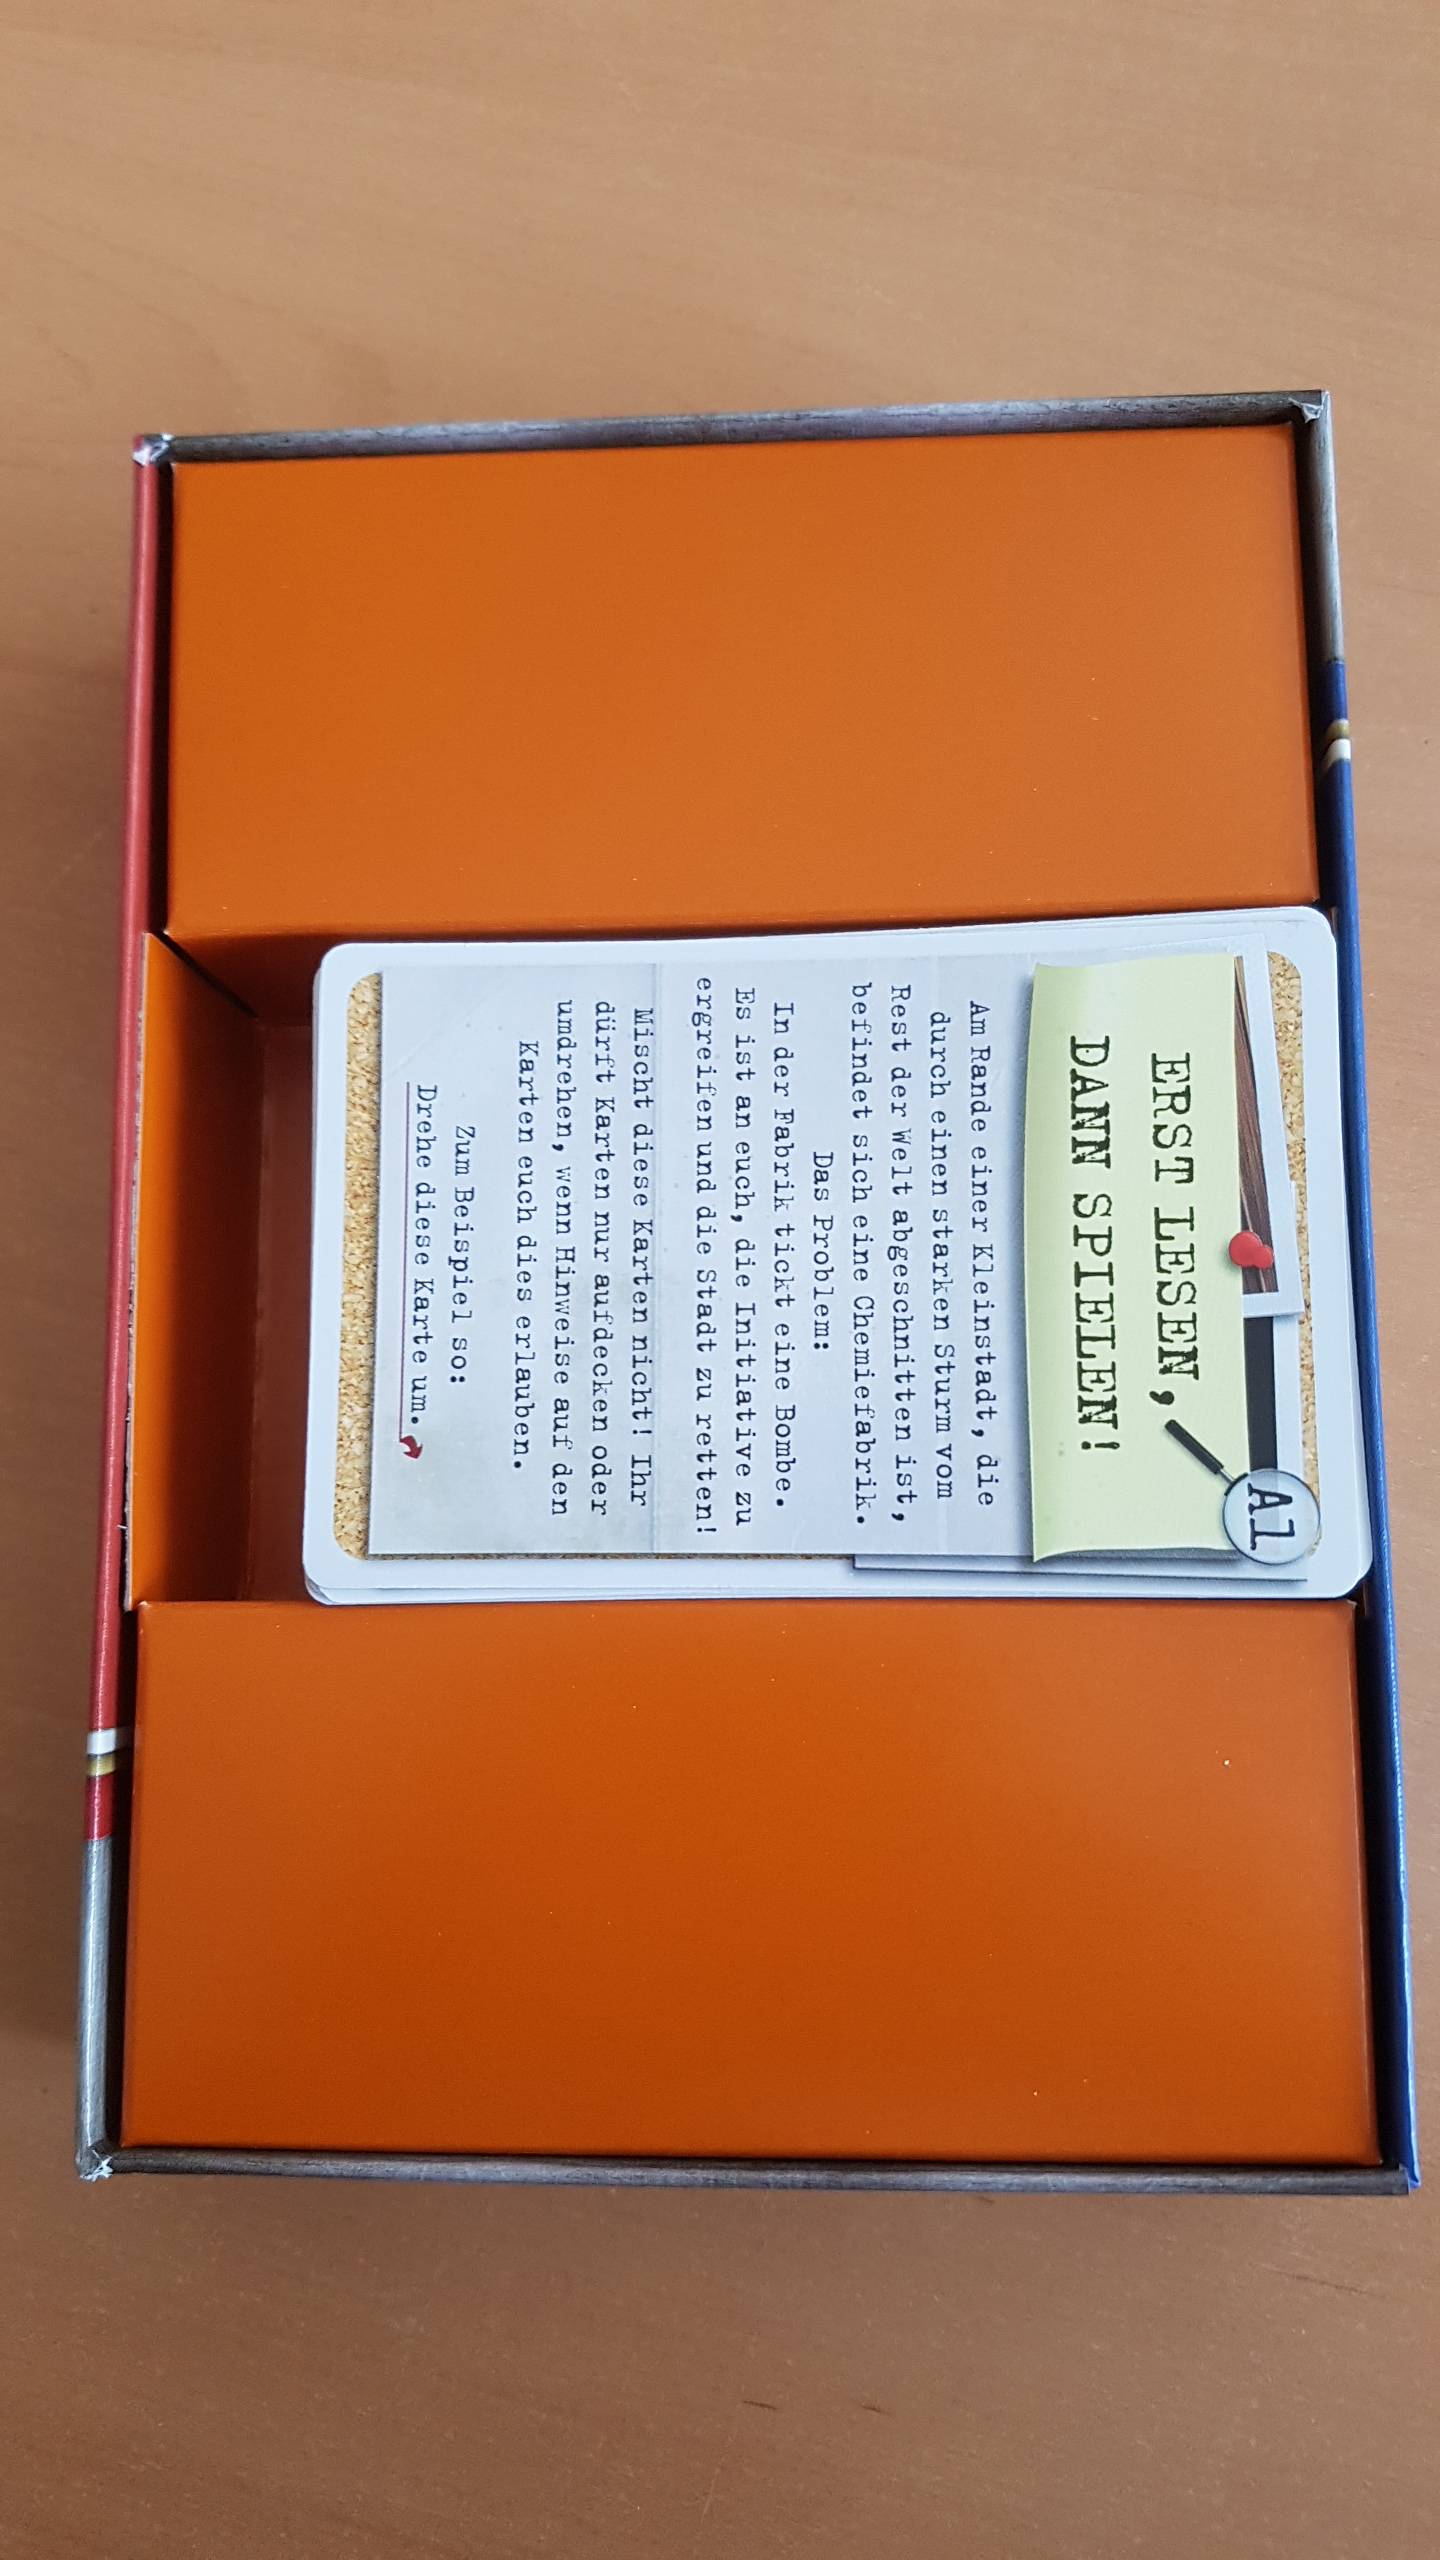 A1
ERST LESEN,
DANN SPIELEN!
Am Rande einer Kleinstadt, die
durch einen starken Sturm vom
Rest der Welt abgeschnitten ist,
befindet sich eine Chemiefabrik.
Das Problem:
In der Fabrik tickt eine Bombe.
Es ist an euch, die Initiative zu
ergreifen und die Stadt zu retten!
Mischt diese Karten nicht! Ihr
dürft Karten nur aufdecken oder
umdrehen, wenn Hinweise auf den
Karten euch dies erlauben.
Zum Beispiel so:
Drehe diese Karte um.